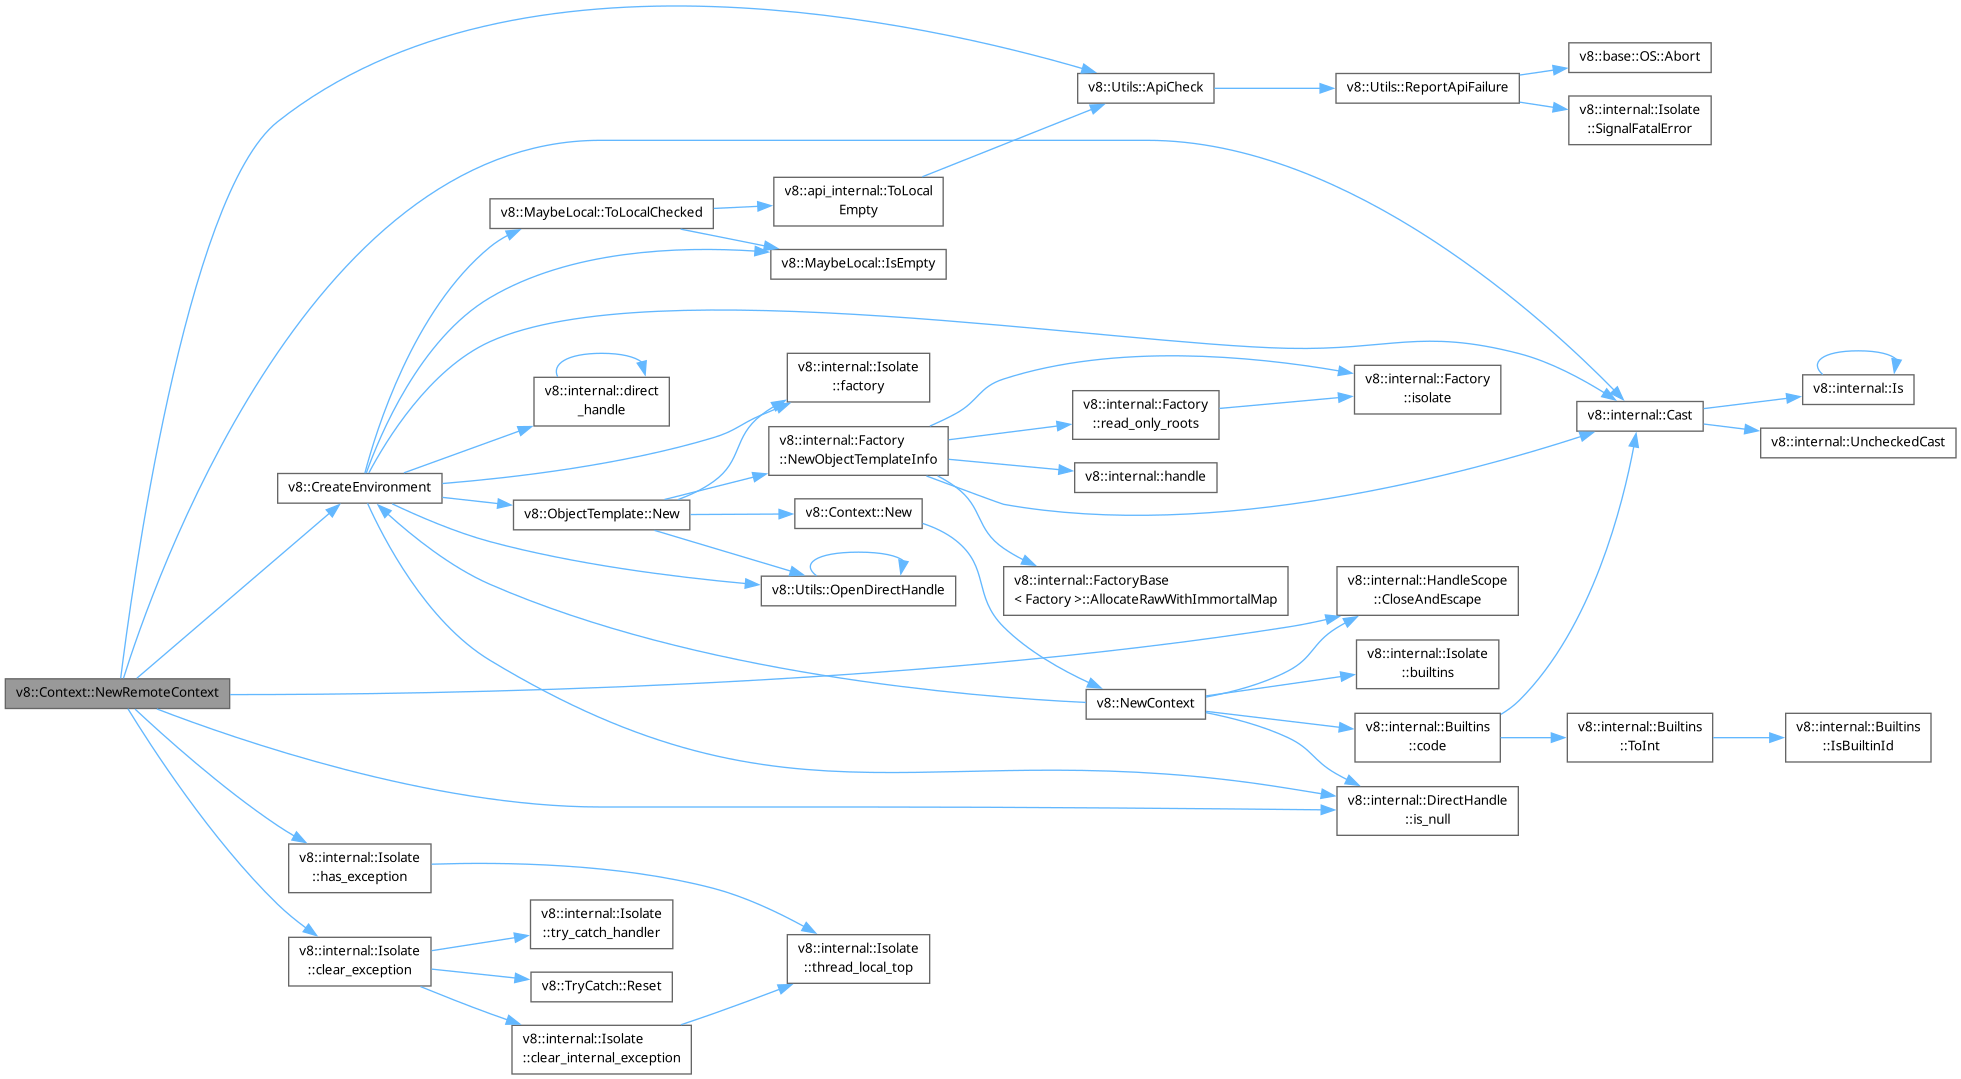 v8::Context::NewRemoteContext
v8::Utils::ApiCheck
v8::Utils::ReportApiFailure
v8::base::OS::Abort
v8::internal::Isolate
::SignalFatalError
v8::MaybeLocal::ToLocalChecked
v8::api_internal::ToLocal
Empty
v8::MaybeLocal::IsEmpty
v8::internal::direct
_handle
v8::internal::Isolate
::factory
v8::internal::Factory
::NewObjectTemplateInfo
v8::internal::Factory
::read_only_roots
v8::internal::Factory
::isolate
v8::internal::handle
v8::internal::Cast
v8::internal::Is
v8::internal::UncheckedCast
v8::CreateEnvironment
v8::ObjectTemplate::New
v8::Context::New
v8::Utils::OpenDirectHandle
v8::internal::FactoryBase
< Factory >::AllocateRawWithImmortalMap
v8::internal::HandleScope
::CloseAndEscape
v8::internal::Isolate
::builtins
v8::NewContext
v8::internal::Builtins
::code
v8::internal::Builtins
::ToInt
v8::internal::Builtins
::IsBuiltinId
v8::internal::DirectHandle
::is_null
v8::internal::Isolate
::has_exception
v8::internal::Isolate
::clear_exception
v8::internal::Isolate
::try_catch_handler
v8::TryCatch::Reset
v8::internal::Isolate
::clear_internal_exception
v8::internal::Isolate
::thread_local_top